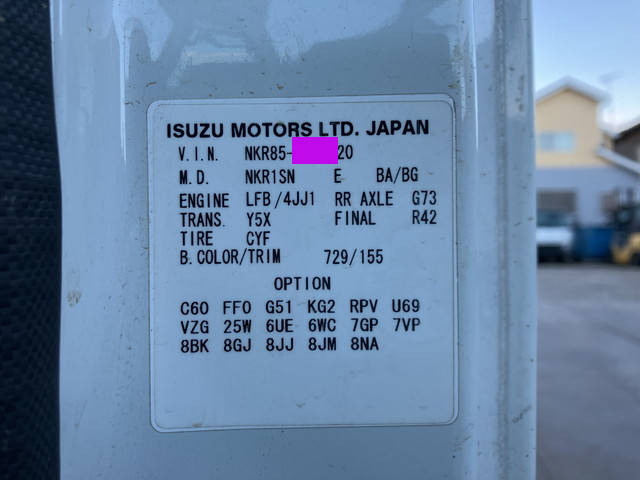 ISUZU MOTORS LTD. JAPAN
V.I.N. NKR85- 20
M.D. NKR1SN E BA/BG
ENGINE LFB/4JJ1 RR AXLE G73
TRANS. Y5X FINAL R42
TIRE CYF
B.COLOR/TRIM 729/155
OPTION
C60 FF0 G51 KG2 RPV U69
VZG 25W 6UE 6WC 7GP 7VP
8BK 8GJ 8JJ 8JM 8NA